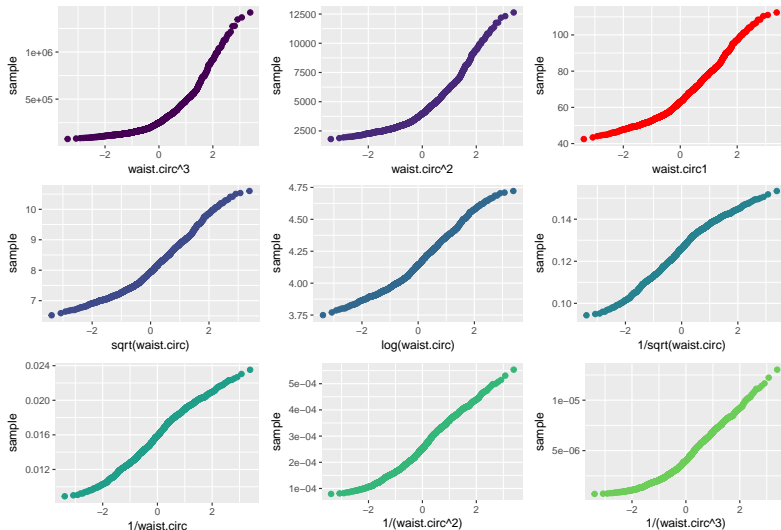 sample
1e+06
5e+05
−2
0
2
waist.circ^3
sample
12500
10000
7500
5000
2500
−2
0
2
waist.circ^2
sample
100
80
60
40
−2
0
2
waist.circ1
sample
10
9
8
7
−2
0
2
sqrt(waist.circ)
sample
4.75
4.50
4.25
4.00
3.75
−2
0
2
log(waist.circ)
sample
0.14
0.12
0.10
−2
0
2
1/sqrt(waist.circ)
sample
0.024
0.020
0.016
0.012
−2
0
2
1/waist.circ
sample
5e−04
4e−04
3e−04
2e−04
1e−04
−2
0
2
1/(waist.circ^2)
sample
1e−05
5e−06
−2
0
2
1/(waist.circ^3)